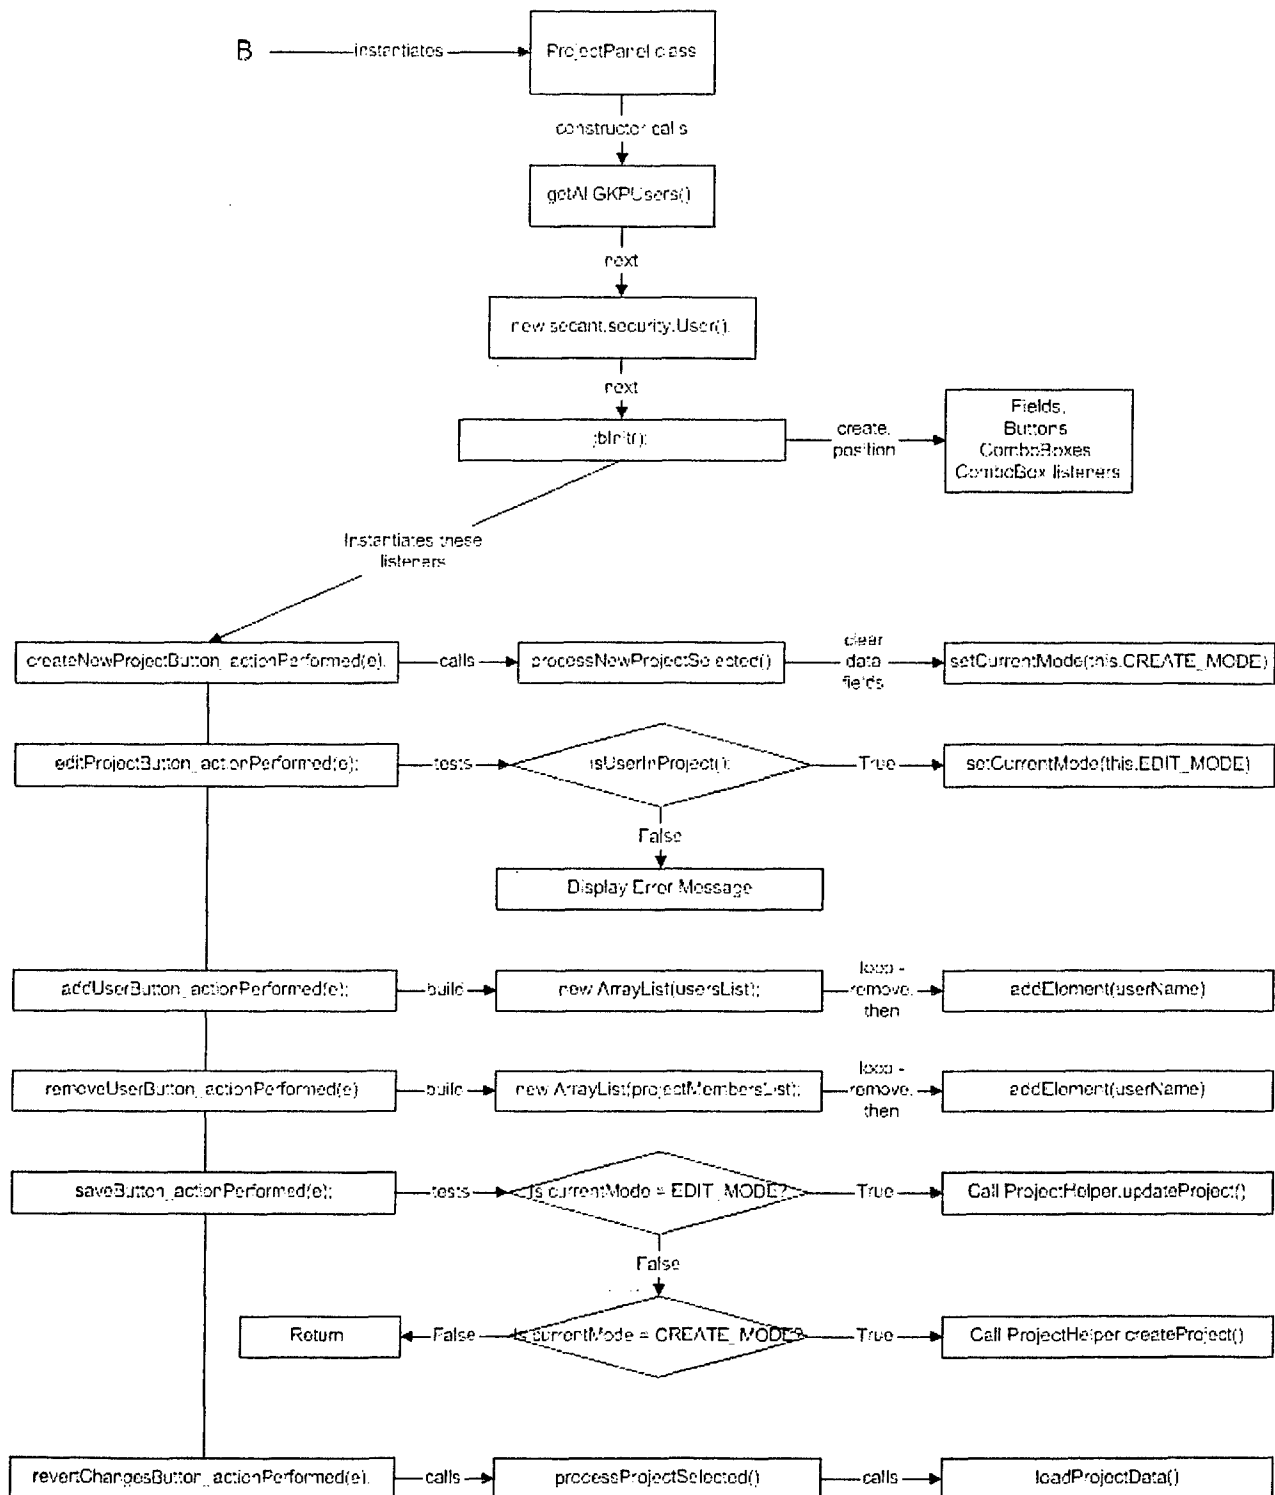 B
instantiates
ProjectPanel class
constructor calls
getAllGKPUsers()
next
new secant.security.User();
next
jbInit();
create,
position
Fields,
Buttons
ComboBoxes
ComboBox listeners
Instantiates these
listeners
createNewProjectButton_actionPerformed(e);
calls
processNewProjectSelected()
clear
data
fields
setCurrentMode(this.CREATE_MODE)
editProjectButton_actionPerformed(e);
tests
isUserInProject();
True
setCurrentMode(this.EDIT_MODE)
False
Display Error Message
addUserButton_actionPerformed(e);
build
new ArrayList(usersList);
loop -
remove,
then
addElement(userName)
removeUserButton_actionPerformed(e)
build
new ArrayList(projectMembersList);
loop -
remove,
then
addElement(userName)
saveButton_actionPerformed(e);
tests
Is currentMode = EDIT_MODE?
True
Call ProjectHelper.updateProject()
False
Return
False
Is currentMode = CREATE_MODE?
True
Call ProjectHelper.createProject()
revertChangesButton_actionPerformed(e);
calls
processProjectSelected()
calls
loadProjectData()